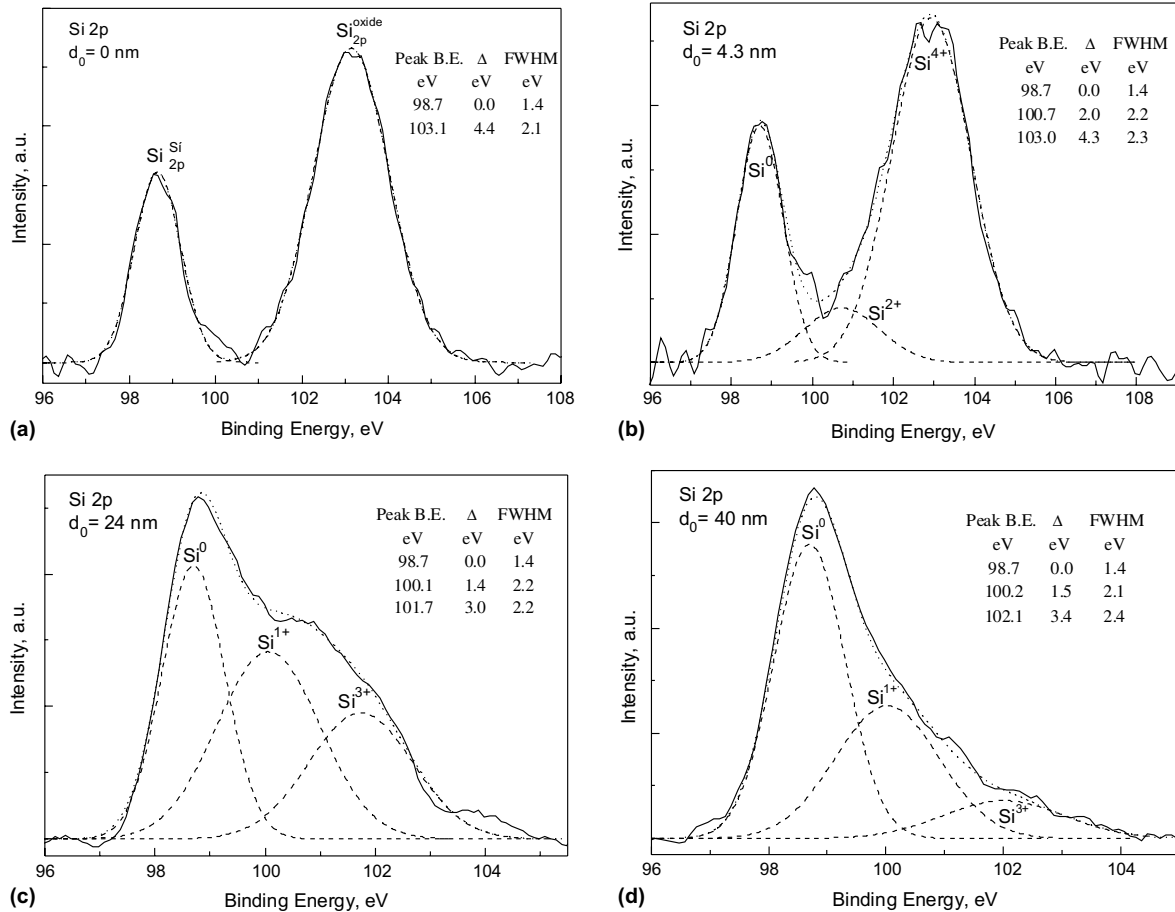 Si 2p
d₀= 0 nm
Si 2p Si
Si 2p oxide
Peak B.E. Δ FWHM
eV eV eV
98.7 0.0 1.4
103.1 4.4 2.1
Intensity, a.u.
96 98 100 102 104 106 108
Binding Energy, eV
(a)
Si 2p
d₀= 4.3 nm
Si⁰
Si²⁺
Si⁴⁺
Peak B.E. Δ FWHM
eV eV eV
98.7 0.0 1.4
100.7 2.0 2.2
103.0 4.3 2.3
Intensity, a.u.
96 98 100 102 104 106 108
Binding Energy, eV
(b)
Si 2p
d₀= 24 nm
Si⁰
Si¹⁺
Si³⁺
Peak B.E. Δ FWHM
eV eV eV
98.7 0.0 1.4
100.1 1.4 2.2
101.7 3.0 2.2
Intensity, a.u.
96 98 100 102 104
Binding Energy, eV
(c)
Si 2p
d₀= 40 nm
Si⁰
Si¹⁺
Si³⁺
Peak B.E. Δ FWHM
eV eV eV
98.7 0.0 1.4
100.2 1.5 2.1
102.1 3.4 2.4
Intensity, a.u.
96 98 100 102 104
Binding Energy, eV
(d)